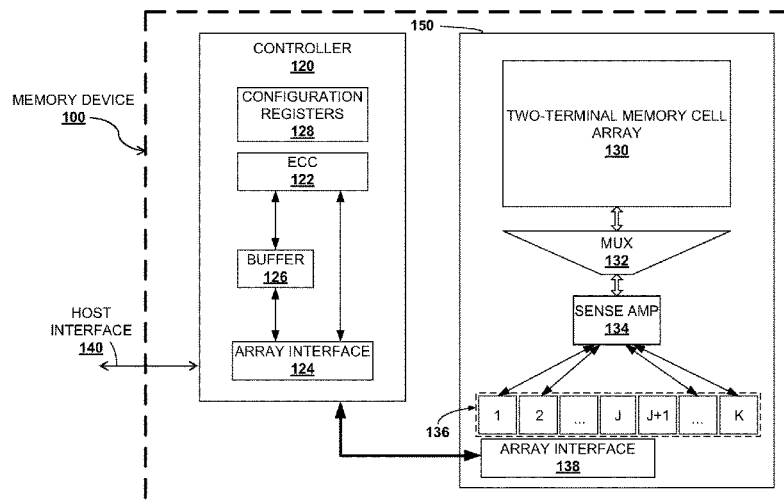 MEMORY DEVICE
100
HOST
INTERFACE
140
CONTROLLER
120
CONFIGURATION
REGISTERS
128
ECC
122
BUFFER
126
ARRAY INTERFACE
124
150
TWO-TERMINAL MEMORY CELL
ARRAY
130
MUX
132
SENSE AMP
134
136
1 2 ... J J+1 ... K
ARRAY INTERFACE
138